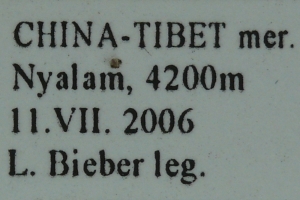 CHINA-TIBET mer.
Nyalam, 4200m
11.VII. 2006
L. Bieber leg.